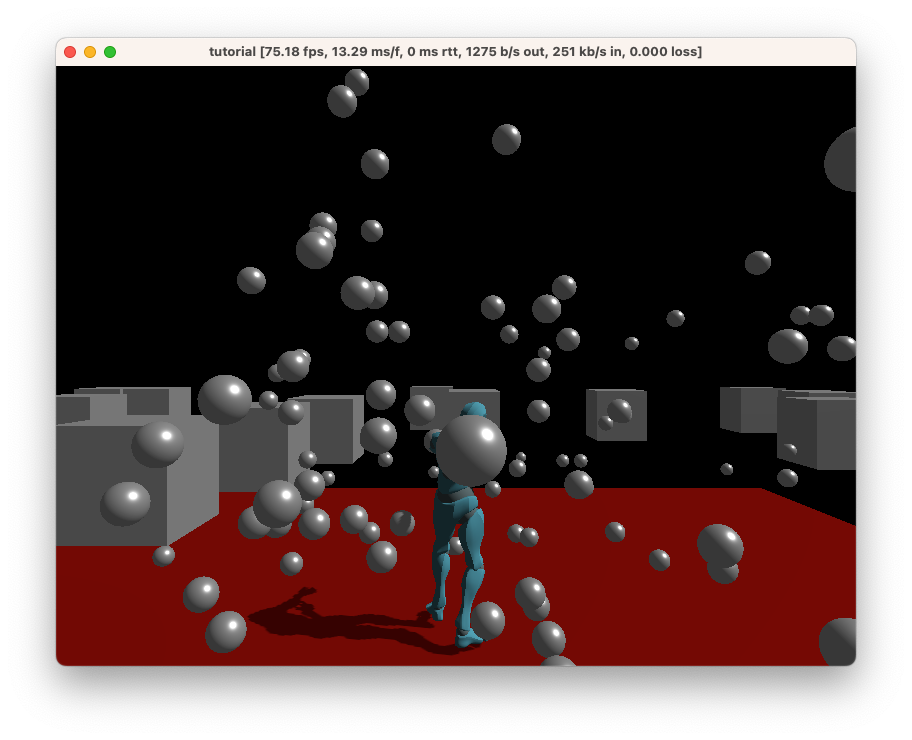 tutorial [75.18 fps, 13.29 ms/f, 0 ms rtt, 1275 b/s out, 251 kb/s in, 0.000 loss]